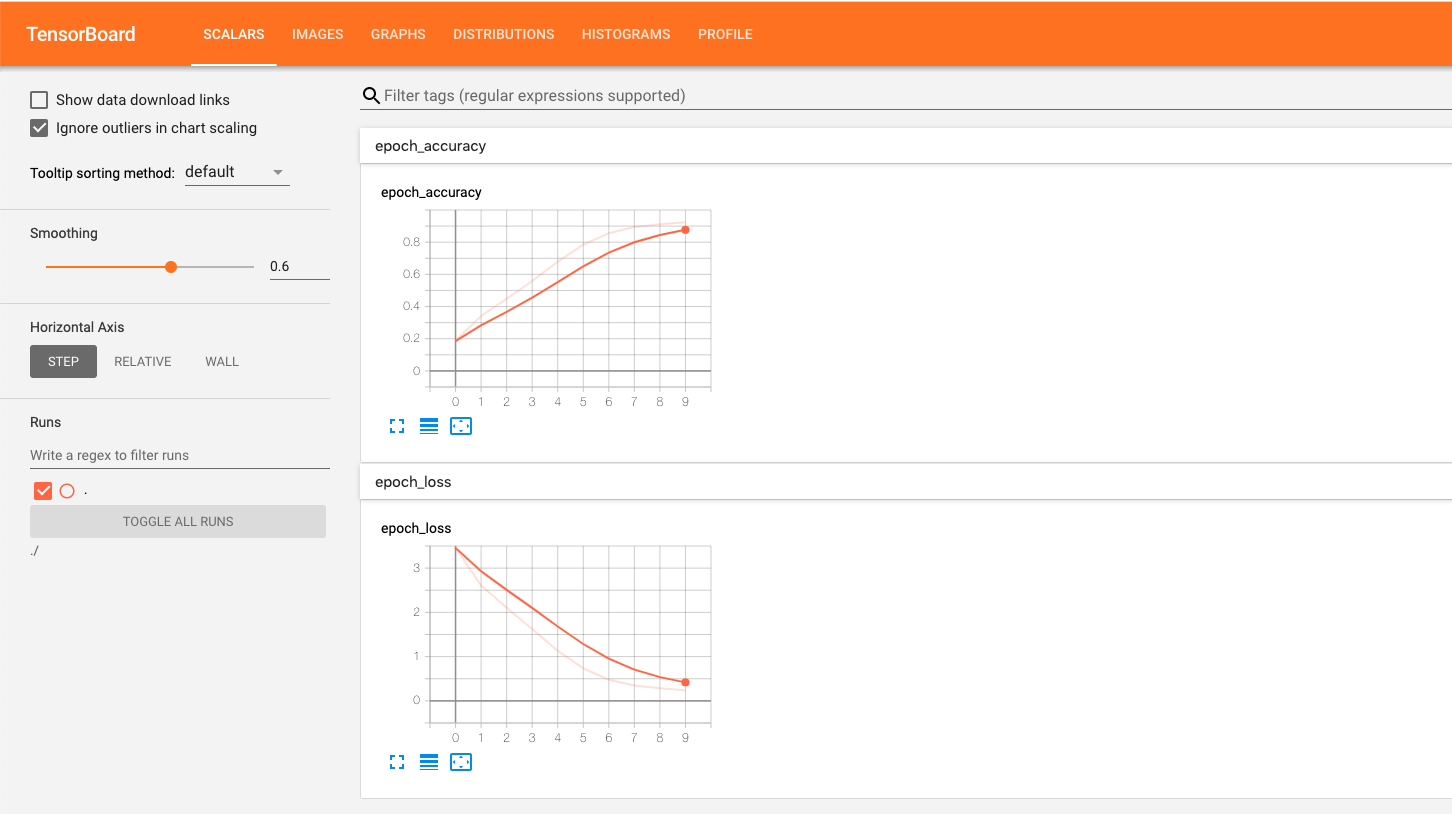 TensorBoard SCALARS IMAGES GRAPHS DISTRIBUTIONS HISTOGRAMS PROFILE
Show data download links
Ignore outliers in chart scaling
Tooltip sorting method: default
Smoothing
0.6
Horizontal Axis
STEP RELATIVE WALL
Runs
Write a regex to filter runs
.
TOGGLE ALL RUNS
./
Filter tags (regular expressions supported)
epoch_accuracy
epoch_accuracy
0.8
0.6
0.4
0.2
0
0 1 2 3 4 5 6 7 8 9
epoch_loss
epoch_loss
3
2
1
0
0 1 2 3 4 5 6 7 8 9